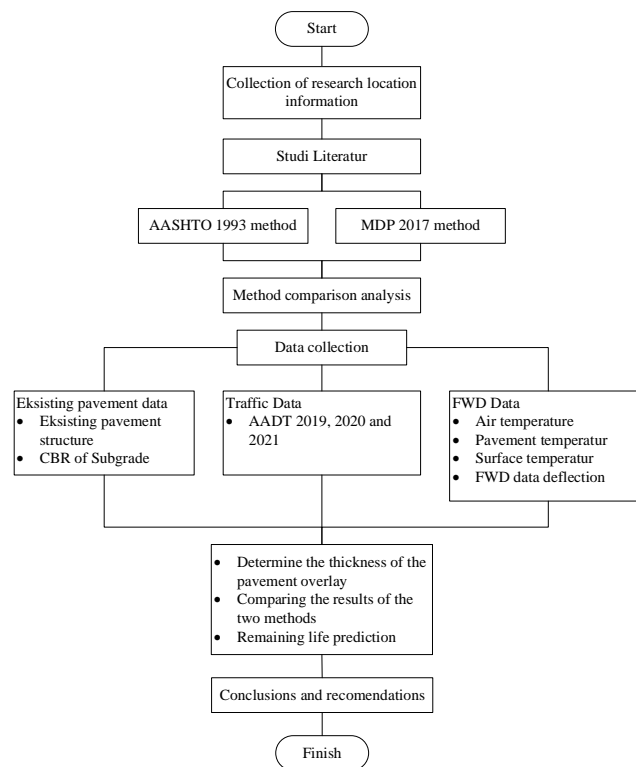 Start
Collection of research location
information
Studi Literatur
AASHTO 1993 method
MDP 2017 method
Method comparison analysis
Data collection
Eksisting pavement data
• Eksisting pavement
structure
• CBR of Subgrade
Traffic Data
• AADT 2019, 2020 and
2021
FWD Data
• Air temperature
• Pavement temperatur
• Surface temperatur
• FWD data deflection
• Determine the thickness of the
pavement overlay
• Comparing the results of the
two methods
• Remaining life prediction
Conclusions and recomendations
Finish